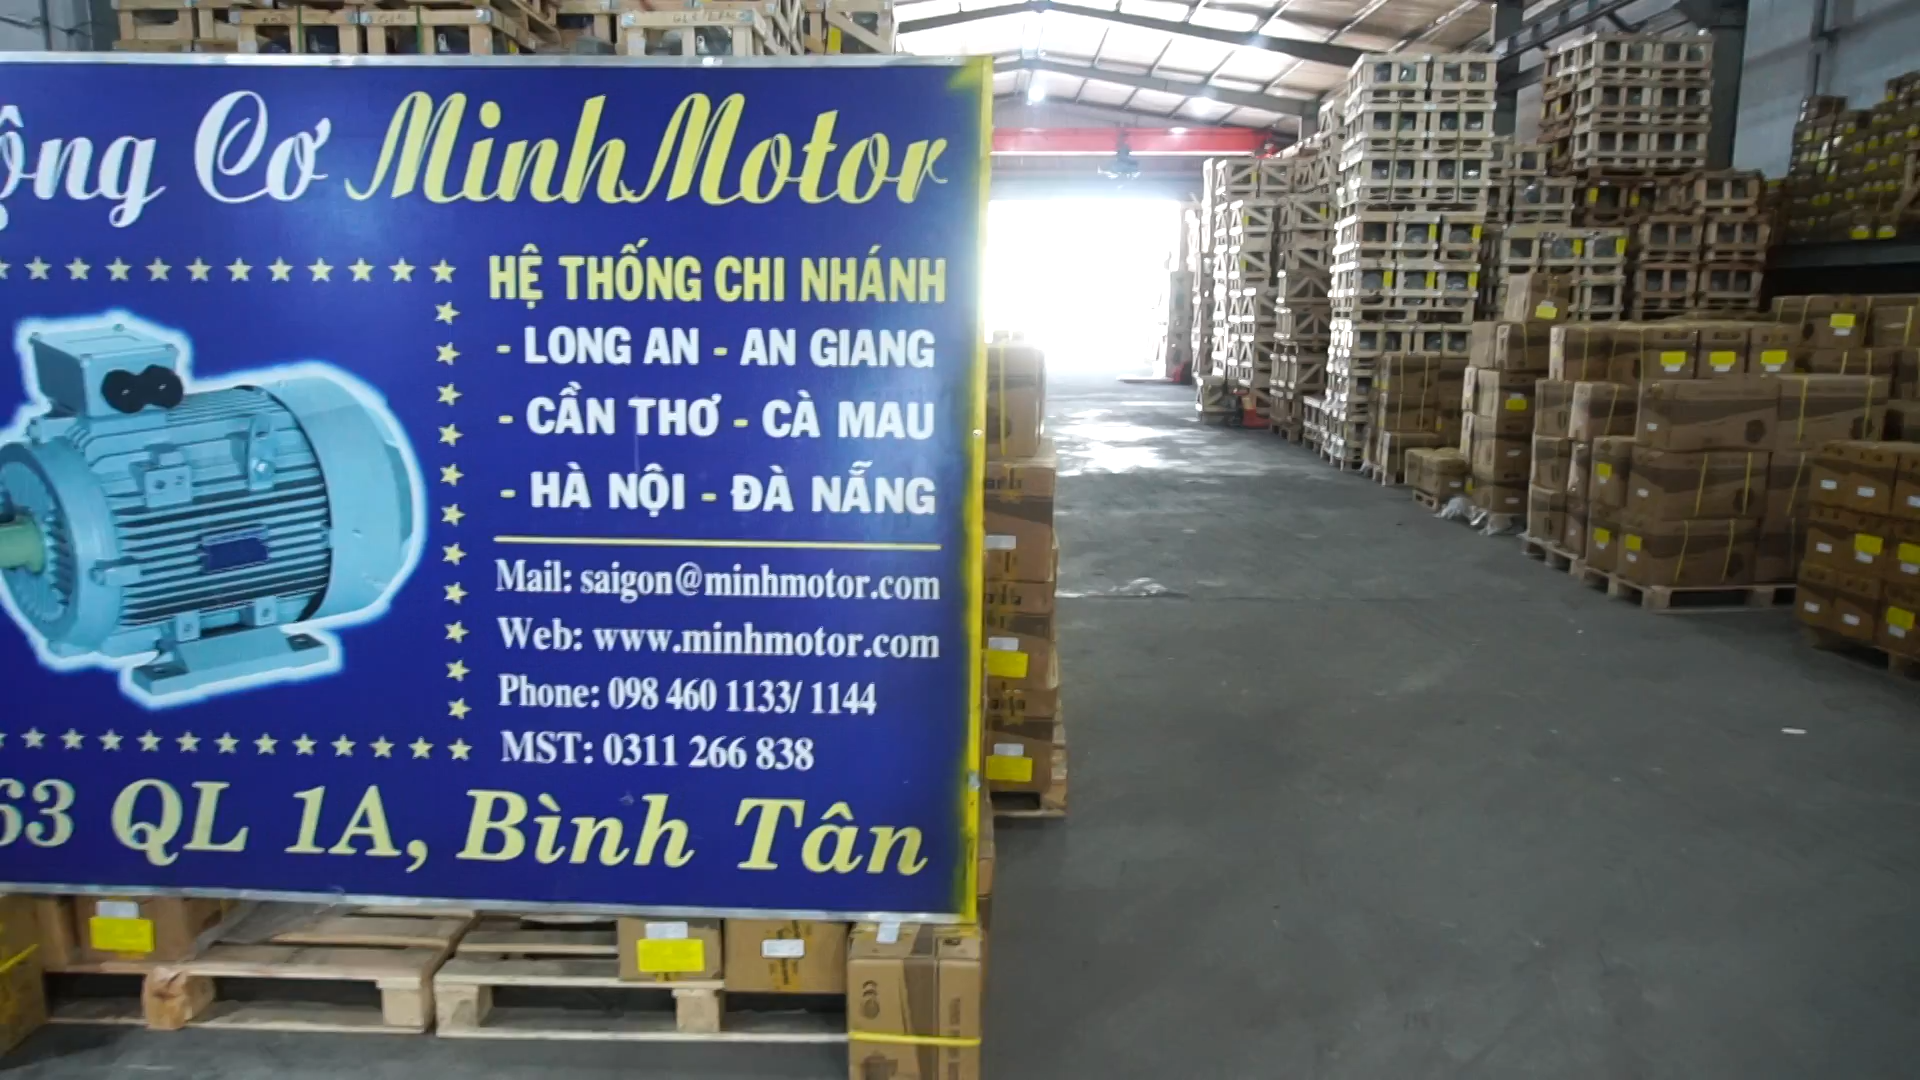 Cơ MinhMotor
HỆ THỐNG CHI NHÁNH
- LONG AN - AN GIANG
- CẦN THƠ - CÀ MAU
- HÀ NỘI - ĐÀ NẴNG
Mail: saigon@minhmotor.com
Web: www.minhmotor.com
Phone: 098 460 1133/ 1144
MST: 0311 266 838
63 QL 1A, Bình Tân